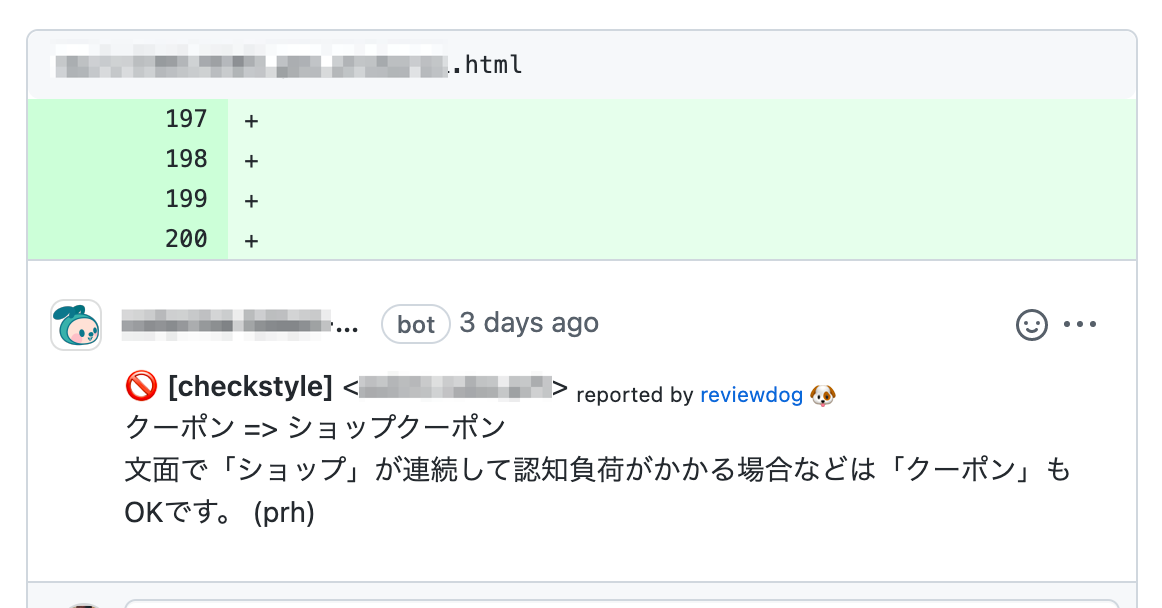 .html
197 +
198 +
199 +
200 +
... bot 3 days ago
🚫 [checkstyle] < > reported by reviewdog 🐶
クーポン => ショップクーポン
文面で「ショップ」が連続して認知負荷がかかる場合などは「クーポン」も
OKです。 (prh)